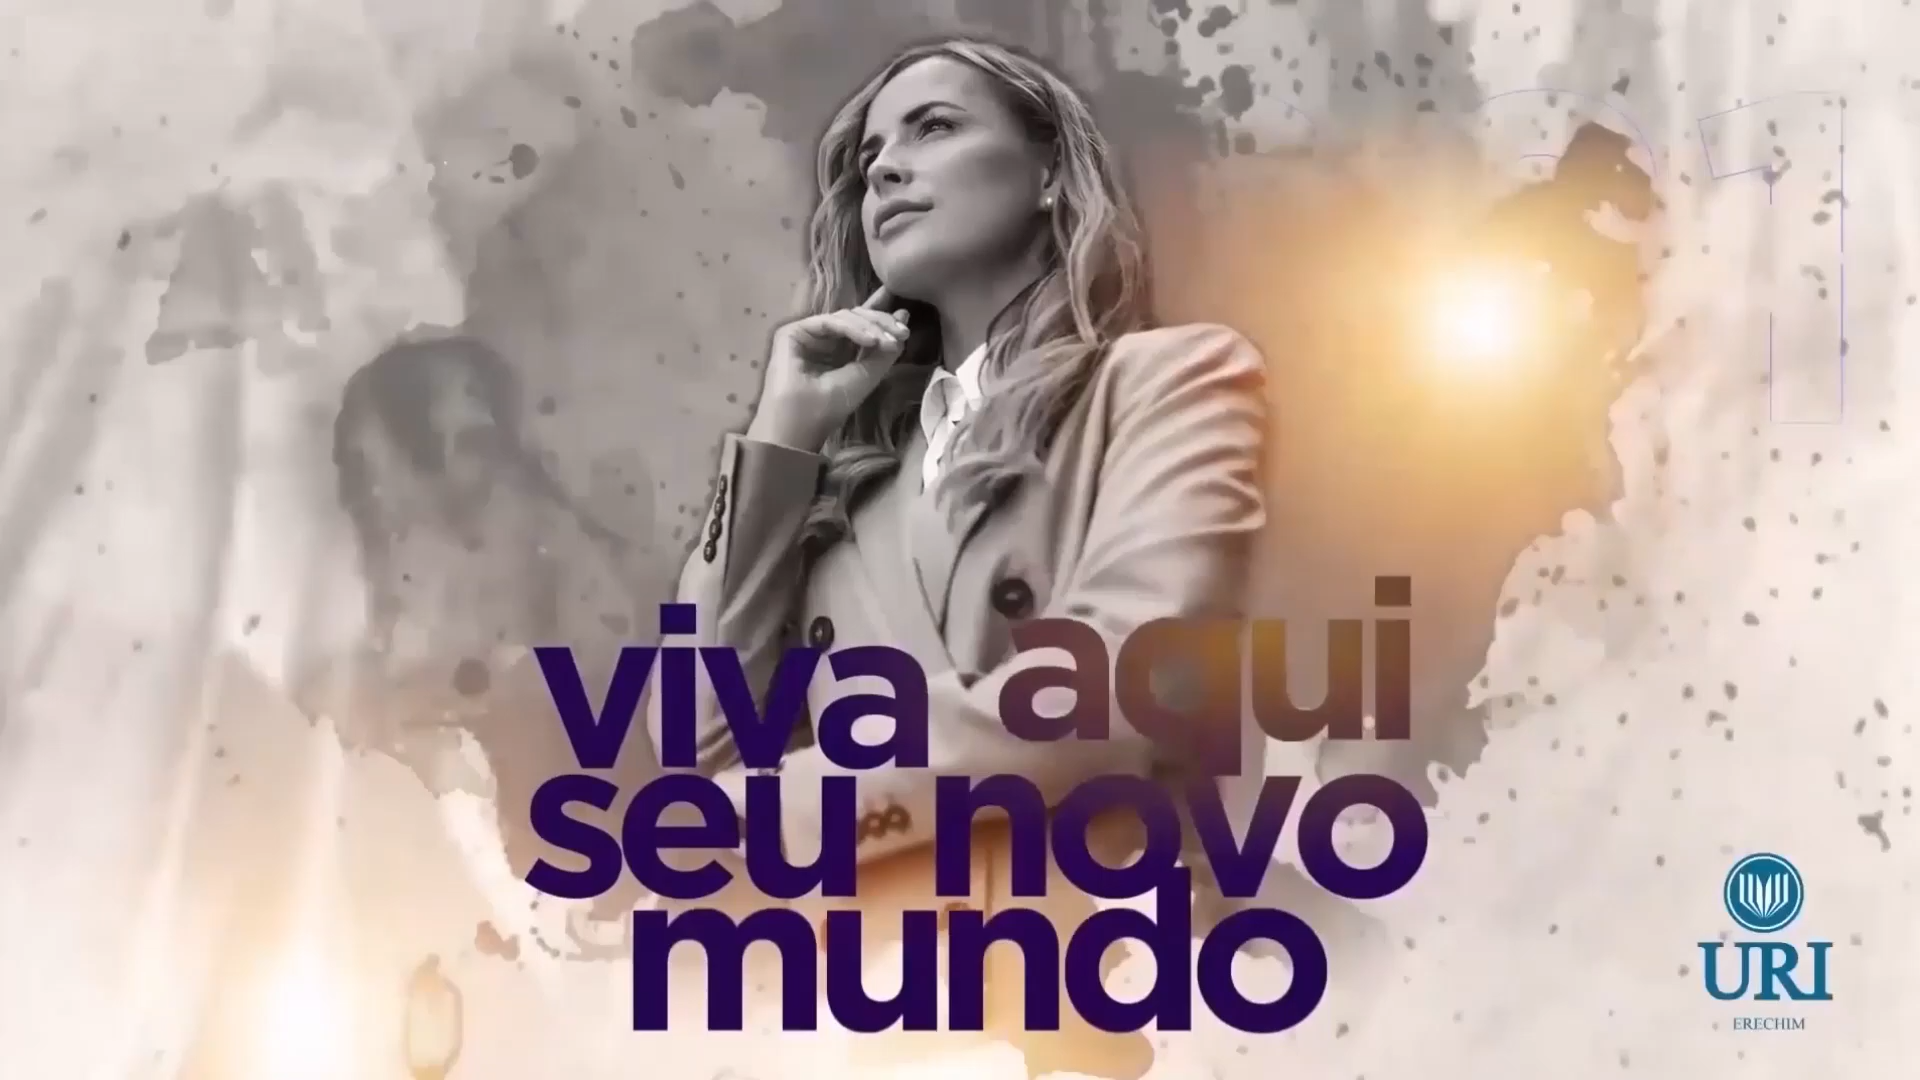 viva aqui
seu novo
mundo
URI
ERECHIM